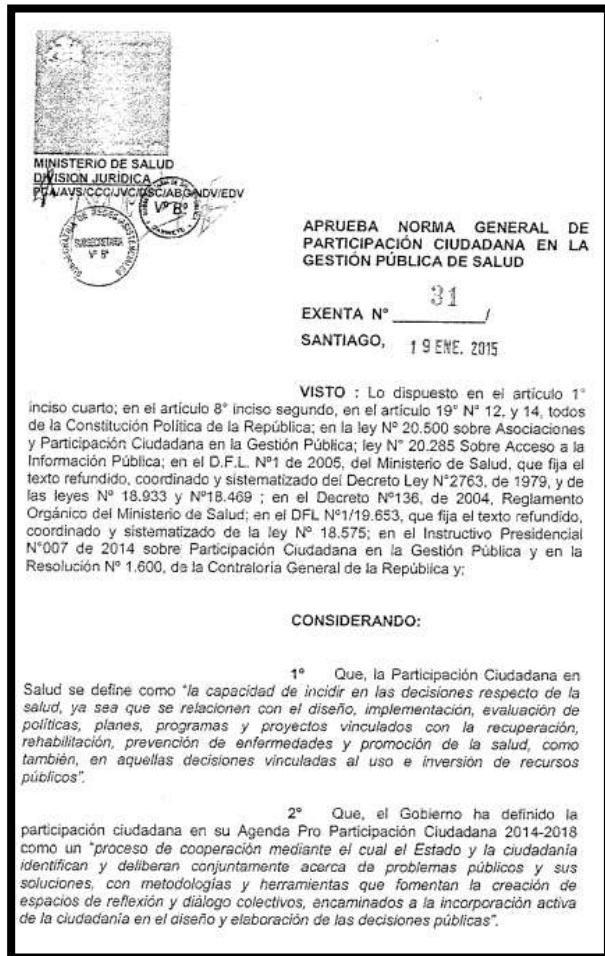 MINISTERIO DE SALUD
DIVISION JURÍDICA
SUBSECRETARIA
Vº Bº
Vº Bº
APRUEBA NORMA GENERAL DE
PARTICIPACIÓN CIUDADANA EN LA
GESTIÓN PÚBLICA DE SALUD
EXENTA N° 31 /
SANTIAGO, 19 ENE. 2015
VISTO : Lo dispuesto en el artículo 1°
inciso cuarto; en el artículo 8° inciso segundo, en el artículo 19° N° 12, y 14, todos
de la Constitución Política de la República; en la ley Nº 20.500 sobre Asociaciones
y Participación Ciudadana en la Gestión Pública; ley N° 20.285 Sobre Acceso a la
Información Pública; en el D.F.L. Nº1 de 2005, del Ministerio de Salud, que fija el
texto refundido, coordinado y sistematizado del Decreto Ley N°2763, de 1979, y de
las leyes Nº 18.933 y Nº18.469 ; en el Decreto Nº136, de 2004, Reglamento
Orgánico del Ministerio de Salud; en el DFL Nº1/19.653, que fija el texto refundido,
coordinado y sistematizado de la ley Nº 18.575; en el Instructivo Presidencial
N°007 de 2014 sobre Participación Ciudadana en la Gestión Pública y en la
Resolución Nº 1.600, de la Contraloría General de la República y;
CONSIDERANDO:
1° Que, la Participación Ciudadana en
Salud se define como "la capacidad de incidir en las decisiones respecto de la
salud, ya sea que se relacionen con el diseño, implementación, evaluación de
políticas, planes, programas y proyectos vinculados con la recuperación,
rehabilitación, prevención de enfermedades y promoción de la salud, como
también, en aquellas decisiones vinculadas al uso e inversión de recursos
públicos".
2° Que, el Gobierno ha definido la
participación ciudadana en su Agenda Pro Participación Ciudadana 2014-2018
como un "proceso de cooperación mediante el cual el Estado y la ciudadanía
identifican y deliberan conjuntamente acerca de problemas públicos y sus
soluciones, con metodologías y herramientas que fomentan la creación de
espacios de reflexión y diálogo colectivos, encaminados a la incorporación activa
de la ciudadanía en el diseño y elaboración de las decisiones públicas".